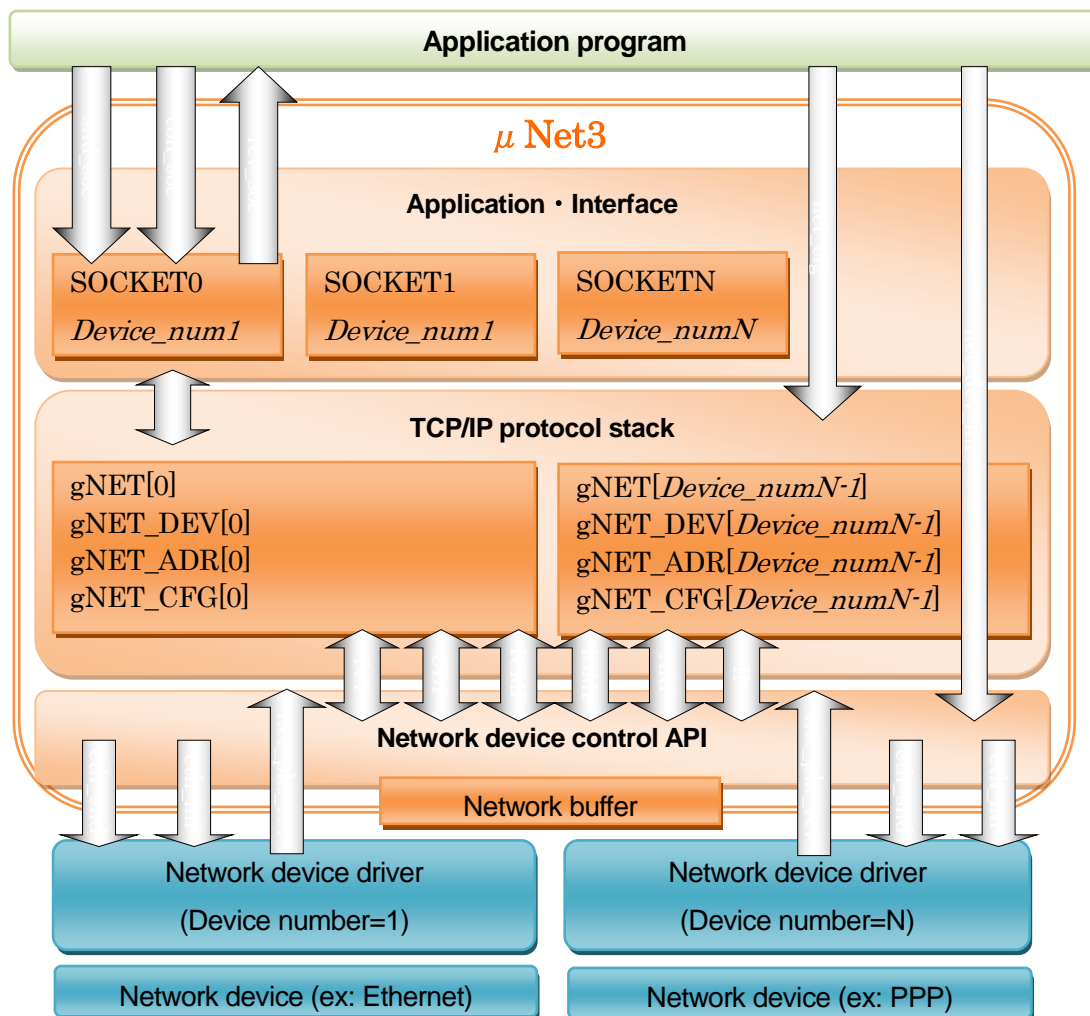 Application program
μ Net3
Application・Interface
SOCKET0
Device_num1
SOCKET1
Device_num1
SOCKETN
Device_numN
TCP/IP protocol stack
gNET[0]
gNET_DEV[0]
gNET_ADR[0]
gNET_CFG[0]
gNET[Device_numN-1]
gNET_DEV[Device_numN-1]
gNET_ADR[Device_numN-1]
gNET_CFG[Device_numN-1]
Network device control API
Network buffer
Network device driver
(Device number=1)
Network device driver
(Device number=N)
Network device (ex: Ethernet)
Network device (ex: PPP)